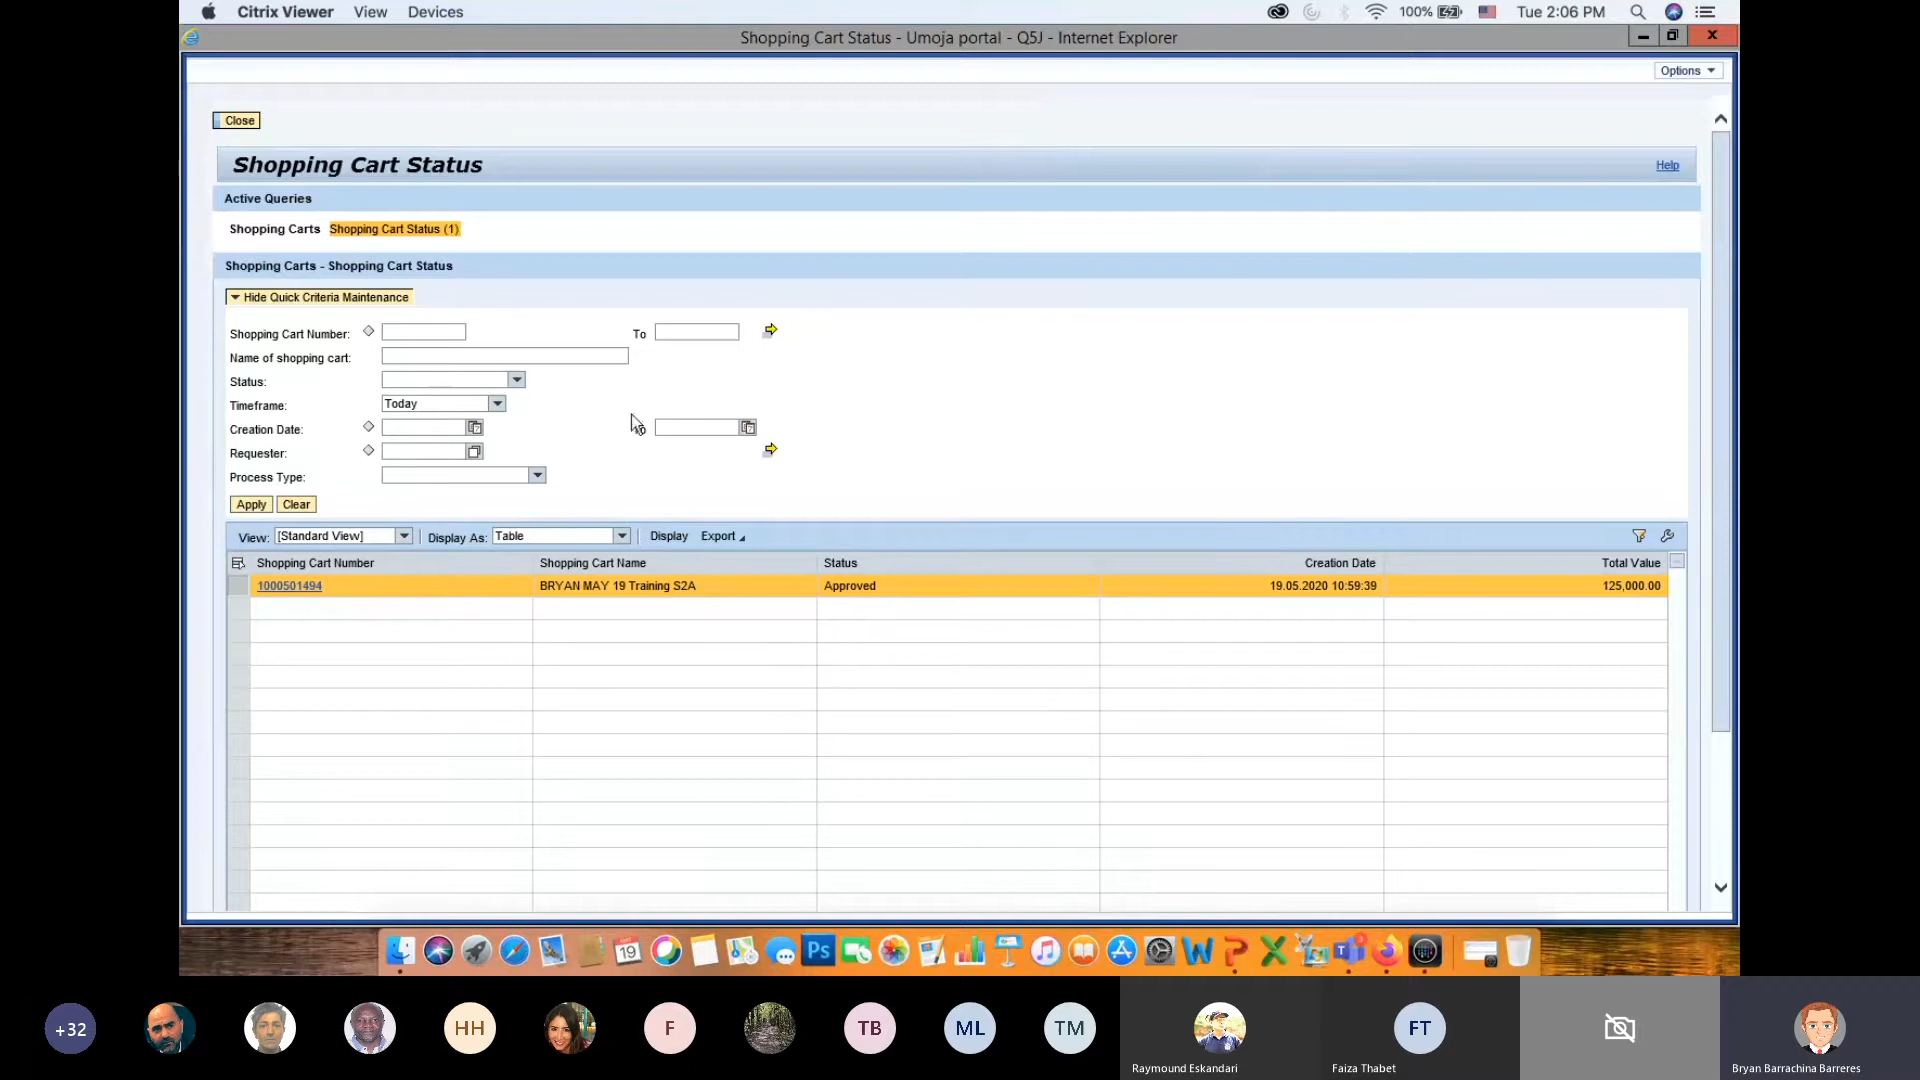 Citrix Viewer View Devices 100% Tue 2:06 PM
Shopping Cart Status - Umoja portal - Q5J - Internet Explorer
Options
Close
Shopping Cart Status
Help
Active Queries
Shopping Carts Shopping Cart Status (1)
Shopping Carts - Shopping Cart Status
Hide Quick Criteria Maintenance
Shopping Cart Number: To
Name of shopping cart:
Status:
Timeframe: Today
Creation Date:
Requester:
Process Type:
Apply Clear
View: [Standard View] Display As: Table Display Export
Shopping Cart Number Shopping Cart Name Status Creation Date Total Value
1000501494 BRYAN MAY 19 Training S2A Approved 19.05.2020 10:59:39 125,000.00
19
Ps
+32 HH F TB ML TM FT
Raymound Eskandari Faiza Thabet Bryan Barrachina Barreres